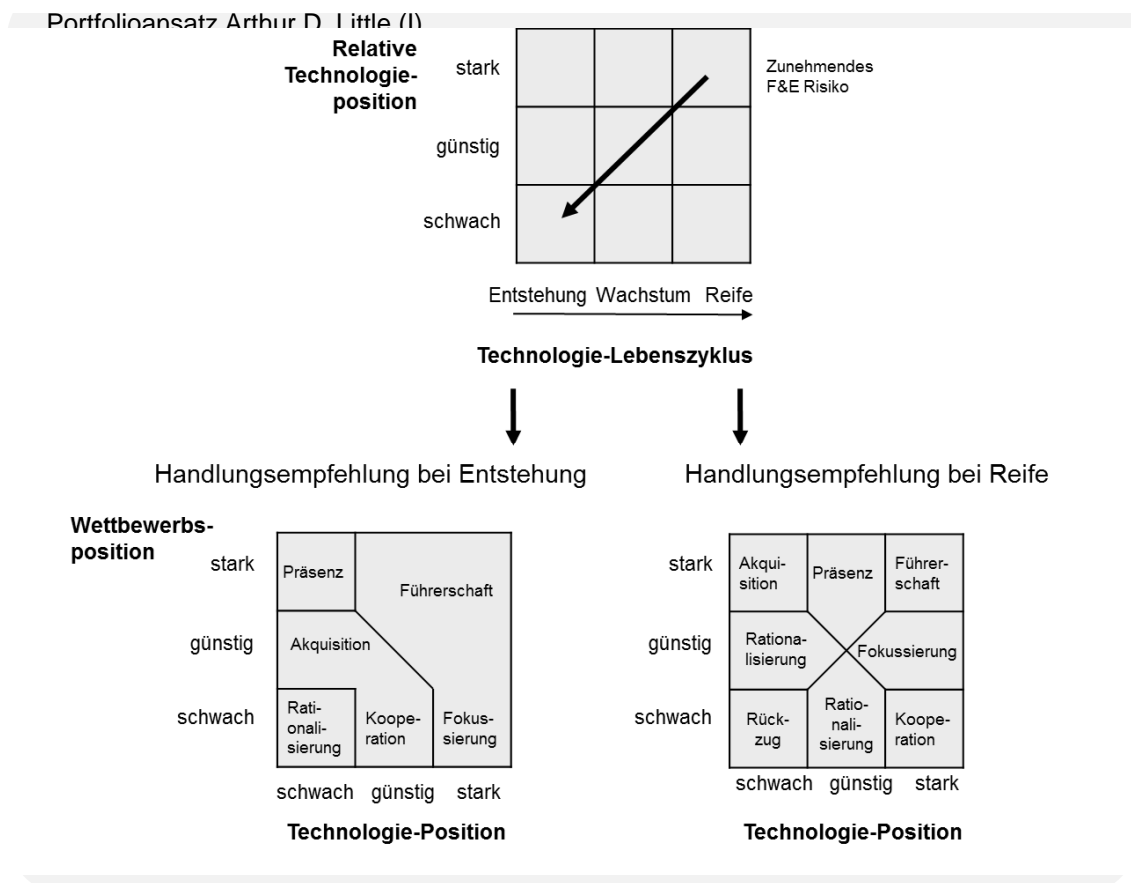 Portfolioansatz Arthur D. Little (I)
Relative
Technologie-
position
stark
günstig
schwach
Zunehmendes
F&E Risiko
Entstehung Wachstum Reife
Technologie-Lebenszyklus
Handlungsempfehlung bei Entstehung
Wettbewerbs-
position
stark
günstig
schwach
Präsenz
Führerschaft
Akquisition
Rati-
onali-
sierung
Koope-
ration
Fokus-
sierung
schwach günstig stark
Technologie-Position
Handlungsempfehlung bei Reife
stark
günstig
schwach
Akqui-
sition
Präsenz
Führer-
schaft
Rationa-
lisierung
Fokussierung
Rück-
zug
Ratio-
nali-
sierung
Koope-
ration
schwach günstig stark
Technologie-Position